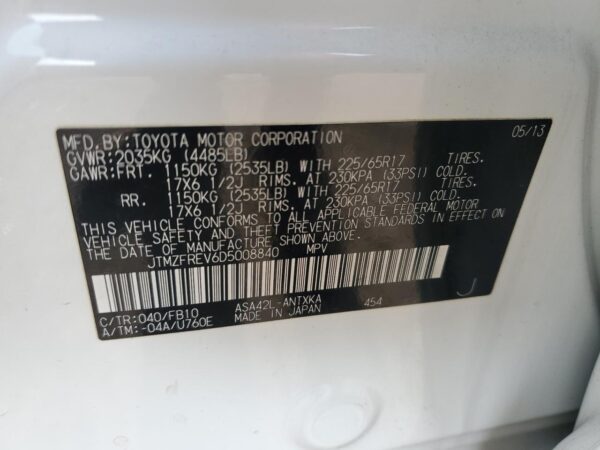 MFD. BY: TOYOTA MOTOR CORPORATION 05/13
GVWR: 2035KG (4485LB)
GAWR: FRT. 1150KG (2535LB) WITH 225/65R17 TIRES.
17X6 1/2J RIMS. AT 230KPA (33PSI) COLD.
RR. 1150KG (2535LB) WITH 225/65R17 TIRES.
17X6 1/2J RIMS. AT 230KPA (33PSI) COLD.
THIS VEHICLE CONFORMS TO ALL APPLICABLE FEDERAL MOTOR
VEHICLE SAFETY AND THEFT PREVENTION STANDARDS IN EFFECT ON
THE DATE OF MANUFACTURE SHOWN ABOVE.
JTMZFREV6D5008840 MPV
ASA42L-ANTXKA 454 J
C/TR: 040/FB10 MADE IN JAPAN
A/TM: -04A/U760E